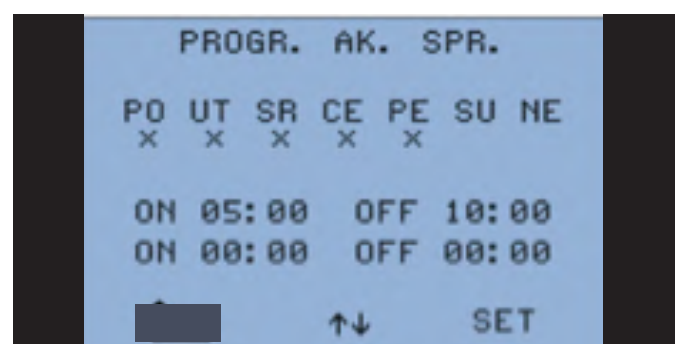 PROGR. AK. SPR.
PO UT SR CE PE SU NE
× × × × ×
ON 05:00 OFF 10:00
ON 00:00 OFF 00:00
↑↓ SET